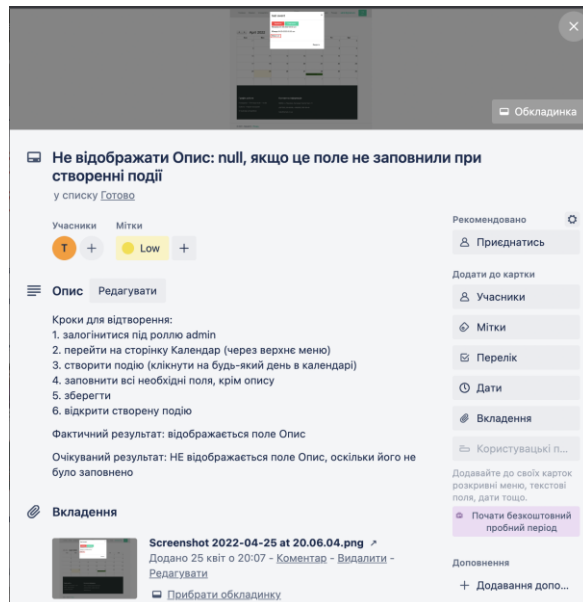 Обкладинка
Не відображати Опис: null, якщо це поле не заповнили при
створенні події
у списку Готово
Учасники Мітки
T + Low +
Опис Редагувати
Кроки для відтворення:
1. залогінитися під роллю admin
2. перейти на сторінку Календар (через верхнє меню)
3. створити подію (клікнути на будь-який день в календарі)
4. заповнити всі необхідні поля, крім опису
5. зберегти
6. відкрити створену подію
Фактичний результат: відображається поле Опис
Очікуваний результат: НЕ відображається поле Опис, оскільки його не
було заповнено
Вкладення
Screenshot 2022-04-25 at 20.06.04.png ↗
Додано 25 квіт о 20:07 - Коментар - Видалити -
Редагувати
Прибрати обкладинку
Рекомендовано
Приєднатись
Додати до картки
Учасники
Мітки
Перелік
Дати
Вкладення
Користувацькі п...
Додавайте до своїх карток
розкривні меню, текстові
поля, дати тощо.
Почати безкоштовний
пробний період
Доповнення
+ Додавання допо...